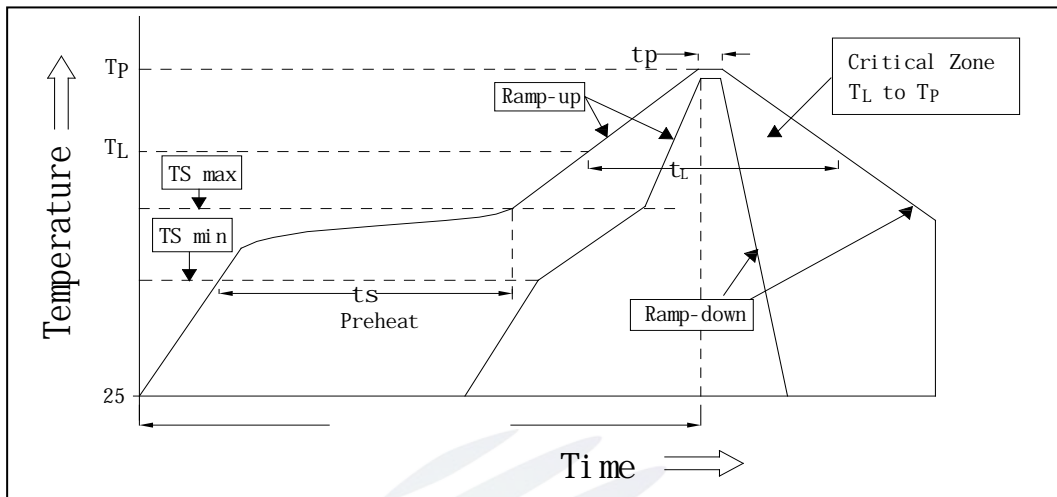 tp
Critical Zone
TL to TP
TP
Ramp-up
TL
tL
TS max
TS min
ts
Preheat
Ramp-down
Temperature
25
Time